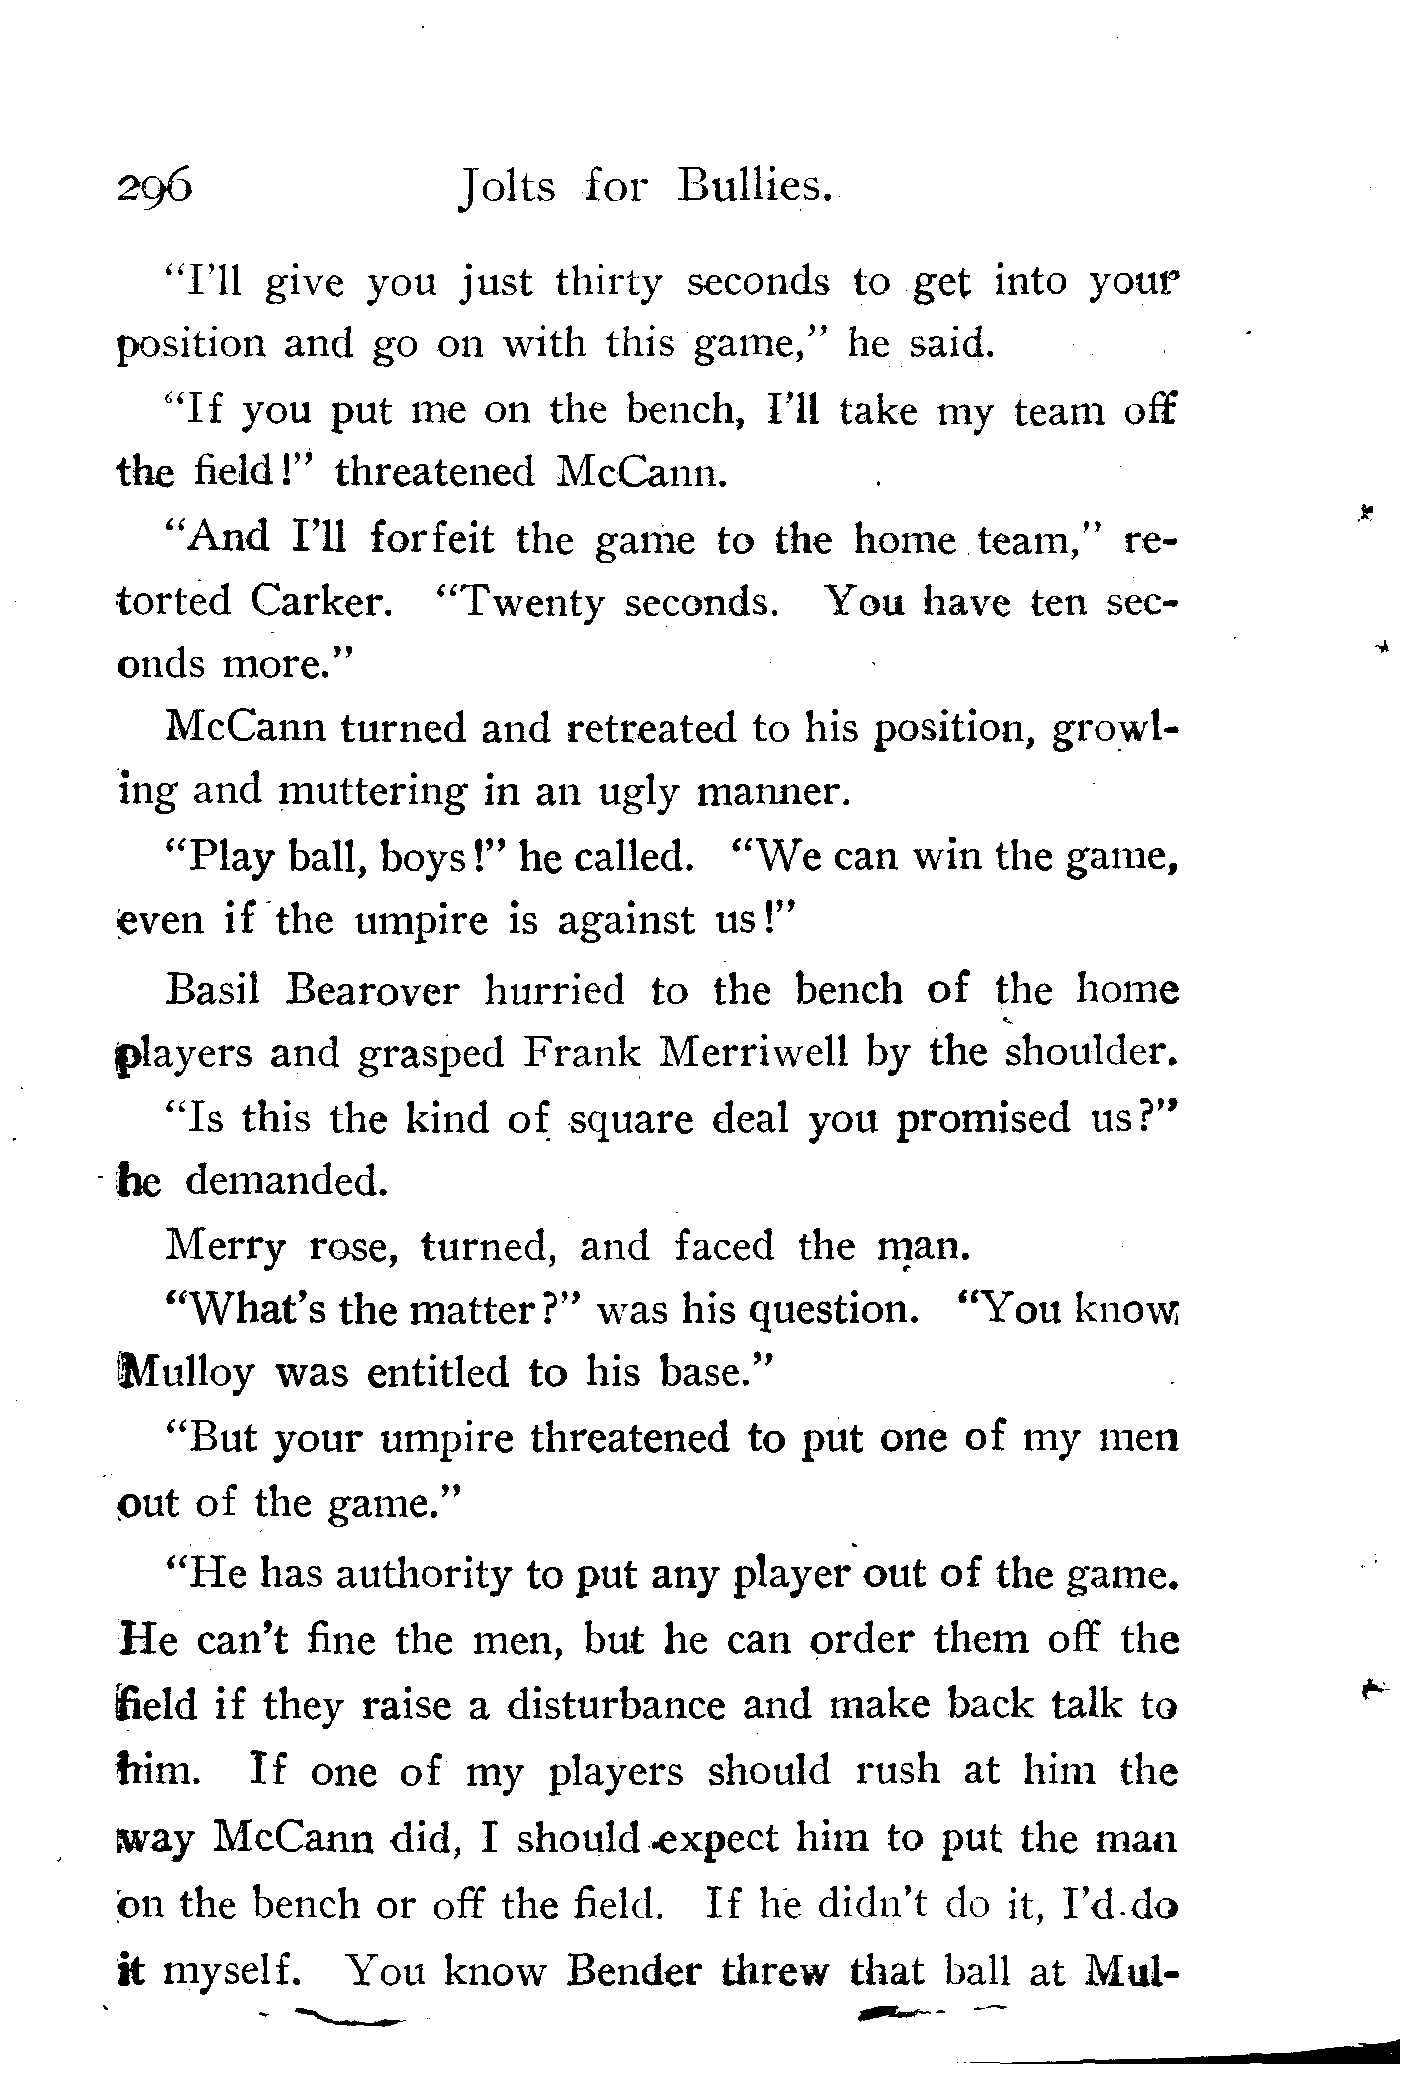 296 Jolts for Bullies.
"I'll give you just thirty seconds to get into your
position and go on with this game," he said.
"If you put me on the bench, I'll take my team off
the field!" threatened McCann.
"And I'll forfeit the game to the home team," re-
torted Carker. "Twenty seconds. You have ten sec-
onds more."
McCann turned and retreated to his position, growl-
ing and muttering in an ugly manner.
"Play ball, boys!" he called. "We can win the game,
even if the umpire is against us!"
Basil Bearover hurried to the bench of the home
players and grasped Frank Merriwell by the shoulder.
"Is this the kind of square deal you promised us?"
he demanded.
Merry rose, turned, and faced the man.
"What's the matter?" was his question. "You know
Mulloy was entitled to his base."
"But your umpire threatened to put one of my men
out of the game."
"He has authority to put any player out of the game.
He can't fine the men, but he can order them off the
field if they raise a disturbance and make back talk to
him. If one of my players should rush at him the
way McCann did, I should expect him to put the man
on the bench or off the field. If he didn't do it, I'd do
it myself. You know Bender threw that ball at Mul-